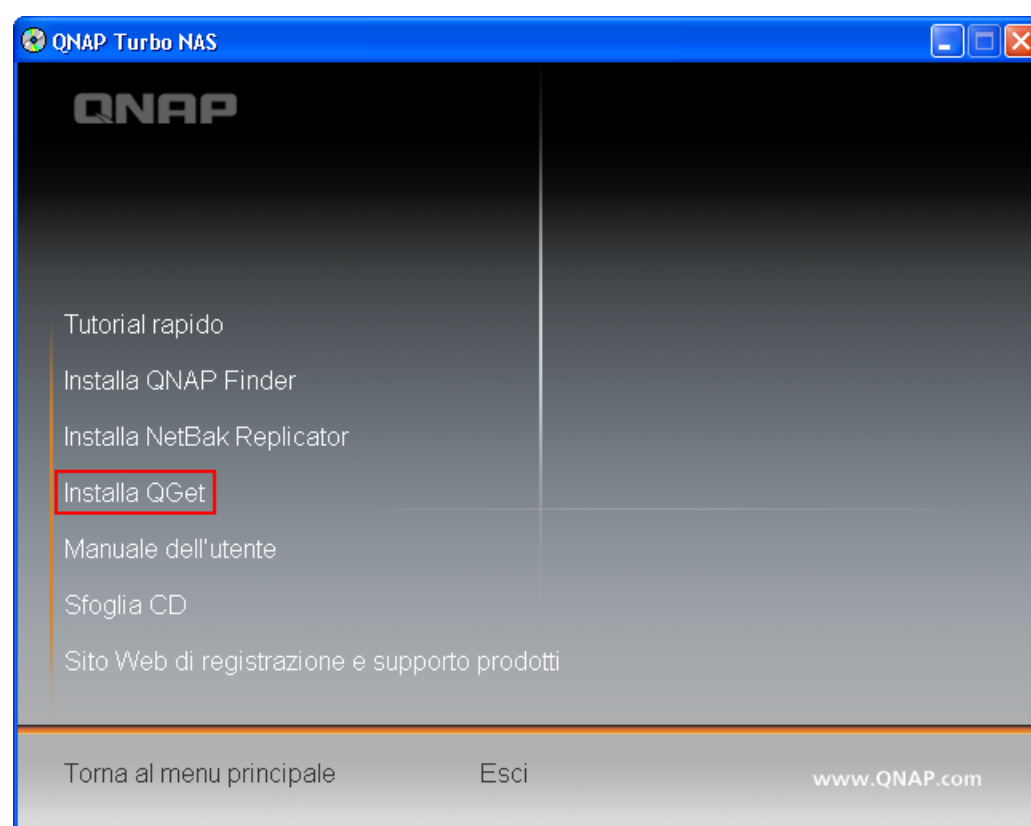 QNAP Turbo NAS
QNAP
Tutorial rapido
Installa QNAP Finder
Installa NetBak Replicator
Installa QGet
Manuale dell'utente
Sfoglia CD
Sito Web di registrazione e supporto prodotti
Torna al menu principale Esci www.QNAP.com